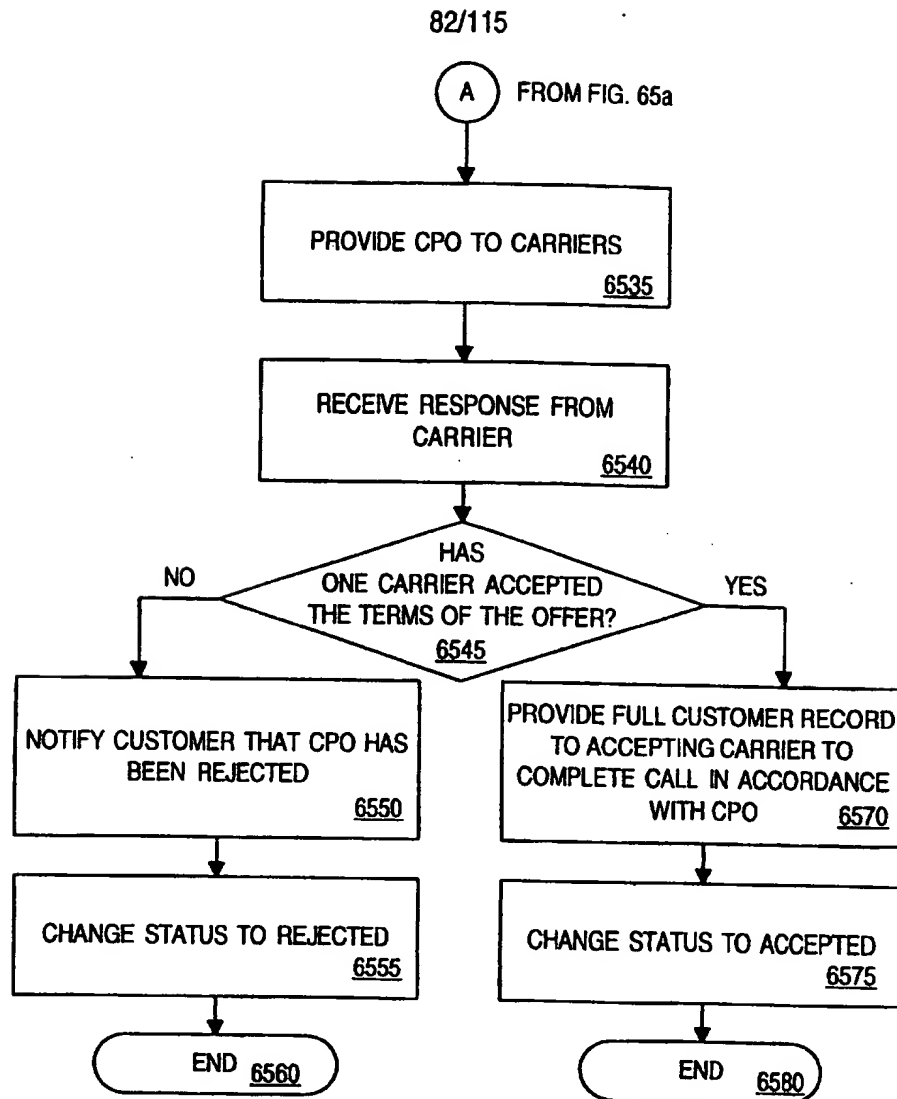 82/115
A FROM FIG. 65a
PROVIDE CPO TO CARRIERS
6535
RECEIVE RESPONSE FROM
CARRIER
6540
HAS
ONE CARRIER ACCEPTED
THE TERMS OF THE OFFER?
6545
NO
YES
NOTIFY CUSTOMER THAT CPO HAS
BEEN REJECTED
6550
PROVIDE FULL CUSTOMER RECORD
TO ACCEPTING CARRIER TO
COMPLETE CALL IN ACCORDANCE
WITH CPO 6570
CHANGE STATUS TO REJECTED
6555
CHANGE STATUS TO ACCEPTED
6575
END 6560
END 6580